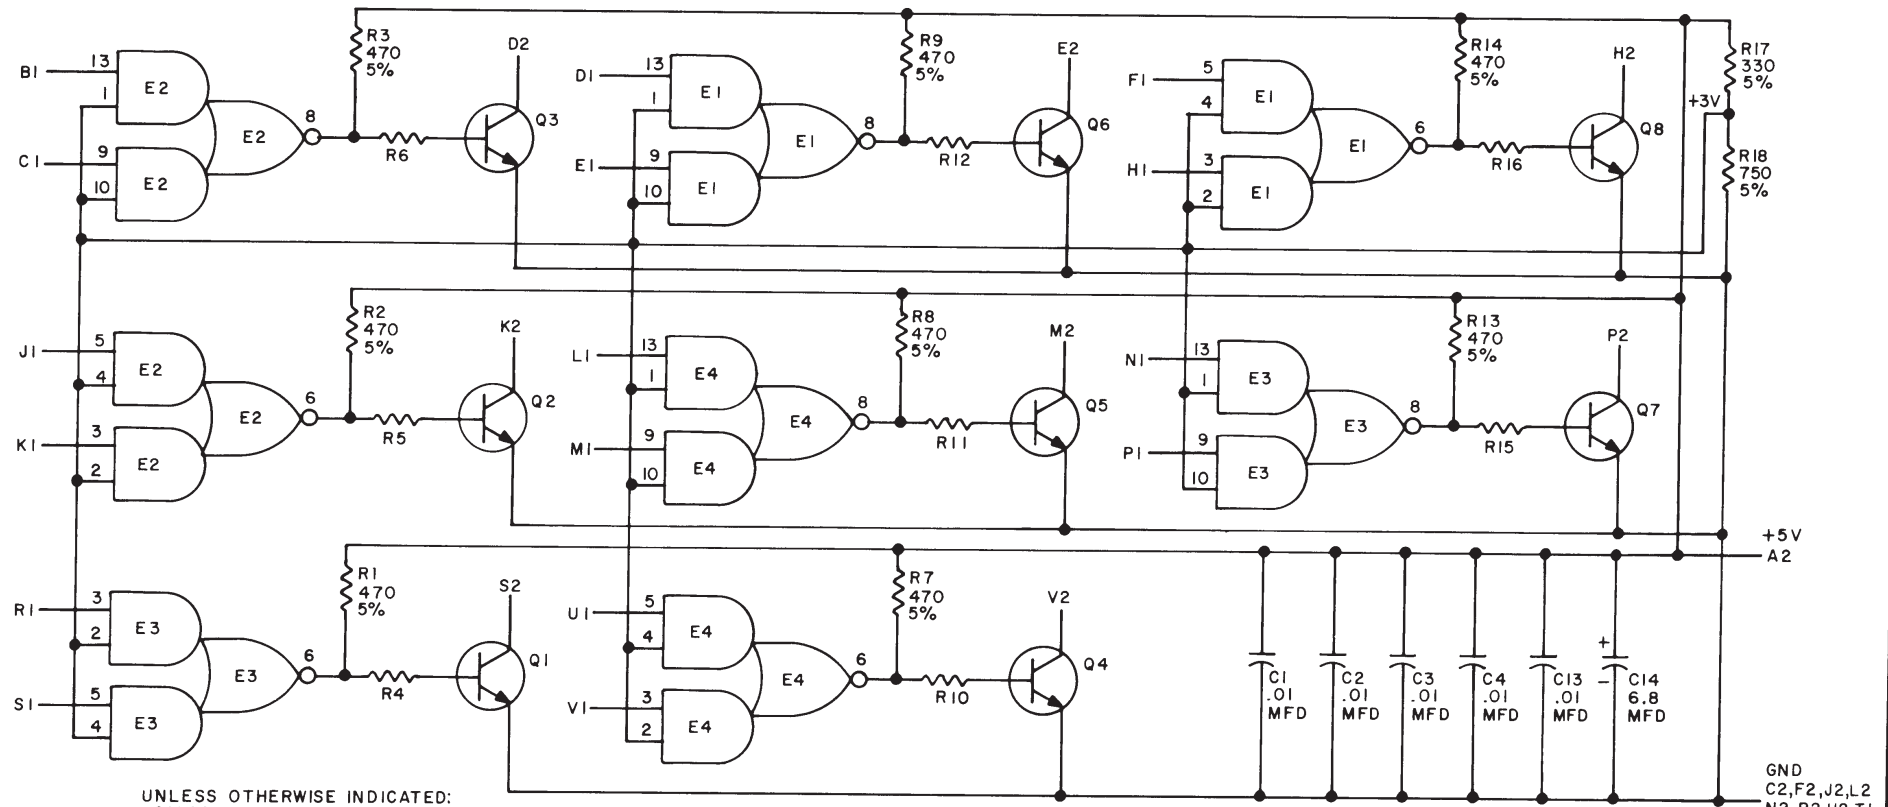 R3
470
5%
D2
B1
13
1
E2
E2
8
Q3
R6
C1
9
10
E2
R9
470
5%
E2
D1
13
1
E1
E1
8
Q6
R12
E1
9
10
E1
R14
470
5%
H2
F1
5
4
E1
E1
6
Q8
R16
H1
3
2
E1
R17
330
5%
+3V
R18
750
5%
R2
470
5%
K2
J1
5
4
E2
E2
6
Q2
R5
K1
3
2
E2
R8
470
5%
M2
L1
13
1
E4
E4
8
Q5
R11
M1
9
10
E4
R13
470
5%
P2
N1
13
1
E3
E3
8
Q7
R15
P1
9
10
E3
+5V
A2
R1
470
5%
S2
R1
3
2
E3
E3
6
Q1
R4
S1
5
4
E3
R7
470
5%
V2
U1
5
4
E4
E4
6
Q4
R10
V1
3
2
E4
C1
.01
MFD
C2
.01
MFD
C3
.01
MFD
C4
.01
MFD
C13
.01
MFD
+
-
C14
6.8
MFD
GND
C2,F2,J2,L2
UNLESS OTHERWISE INDICATED: